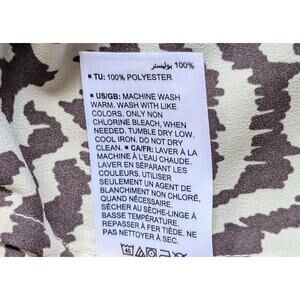 100% بوليستر
▪ TU: 100% POLYESTER
▪ US/GB: MACHINE WASH
WARM. WASH WITH LIKE
COLORS. ONLY NON
CHLORINE BLEACH, WHEN
NEEDED. TUMBLE DRY LOW.
COOL IRON. DO NOT DRY
CLEAN. ▪ CA/FR: LAVER À LA
MACHINE À L'EAU CHAUDE.
LAVER EN SÉPARANT LES
COULEURS. UTILISER
SEULEMENT UN AGENT DE
BLANCHIMENT NON CHLORÉ,
QUAND NÉCESSAIRE.
SÉCHER AU SÈCHE-LINGE À
BASSE TEMPÉRATURE.
REPASSER À FER TIÈDE. NE
PAS NETTOYER À SEC.
40